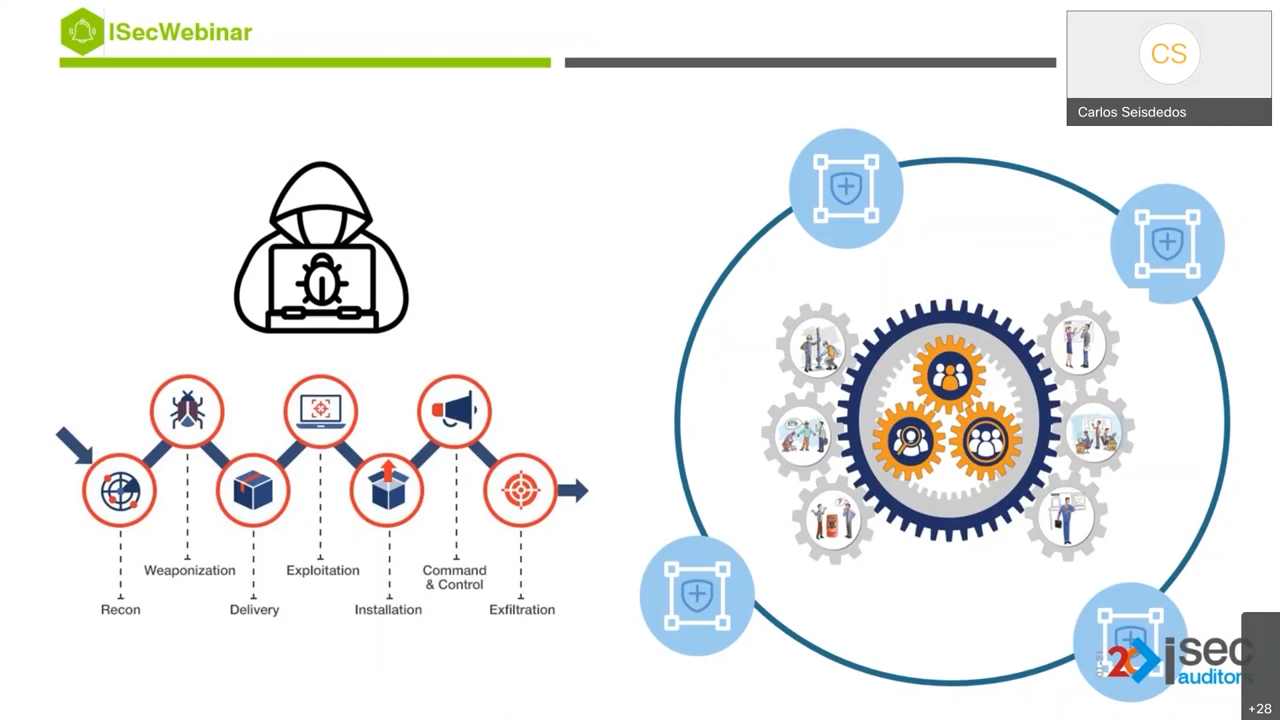 ISecWebinar
CS
Carlos Seisdedos
Weaponization
Exploitation
Command
& Control
Recon
Delivery
Installation
Exfiltration
isec
auditors
+28